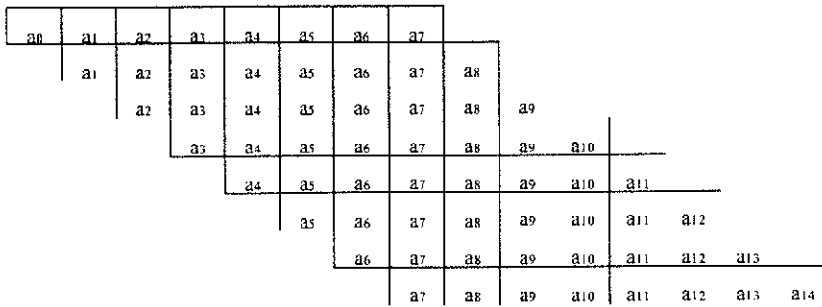 a0 a1 a2 a3 a4 a5 a6 a7
a1 a2 a3 a4 a5 a6 a7 a8
a2 a3 a4 a5 a6 a7 a8 a9
a3 a4 a5 a6 a7 a8 a9 a10
a4 a5 a6 a7 a8 a9 a10 a11
a5 a6 a7 a8 a9 a10 a11 a12
a6 a7 a8 a9 a10 a11 a12 a13
a7 a8 a9 a10 a11 a12 a13 a14